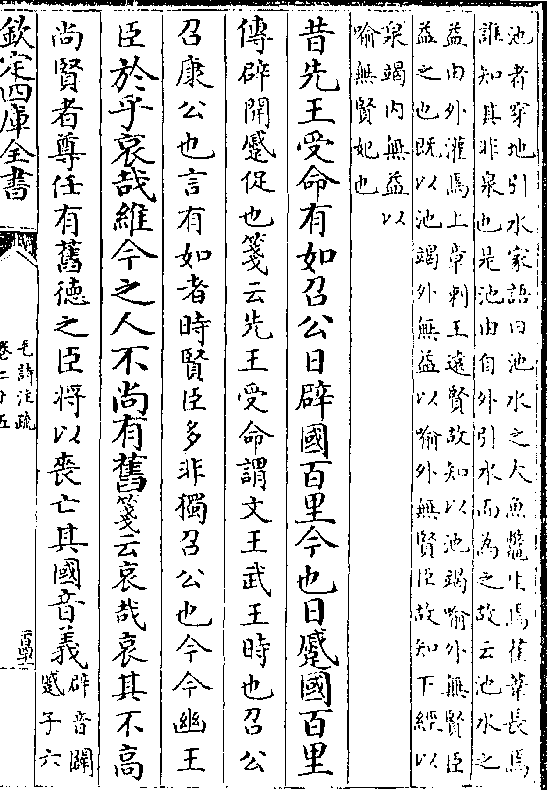 池者穿地引水家語曰池水之大魚鼈生焉萑葦長焉
誰知其非泉也是池由自外引水而為之故云池水之
益由外灌焉上章刺王遠賢故知以池竭喻外無賢臣
益之也既以池竭外無益以喻外無賢臣故知下經以
泉竭内無益以
喻無賢妃也
昔先王受命有如召公日辟國百里今也日蹙國百里
傳辟開蹙促也箋云先王受命謂文王武王時也召公
召康公也言有如者時賢臣多非獨召公也今今幽王
臣於乎哀哉維今之人不尚有舊箋云哀哉哀其不高
尚賢者尊任有舊徳之臣將以喪亡其國音義辟音闢
蹙子六
欽定四庫全書
毛詩注疏
卷二十五